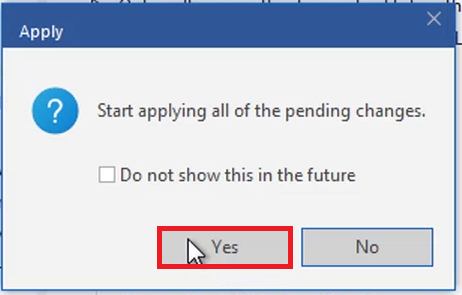 Apply
Start applying all of the pending changes.
Do not show this in the future
Yes
No